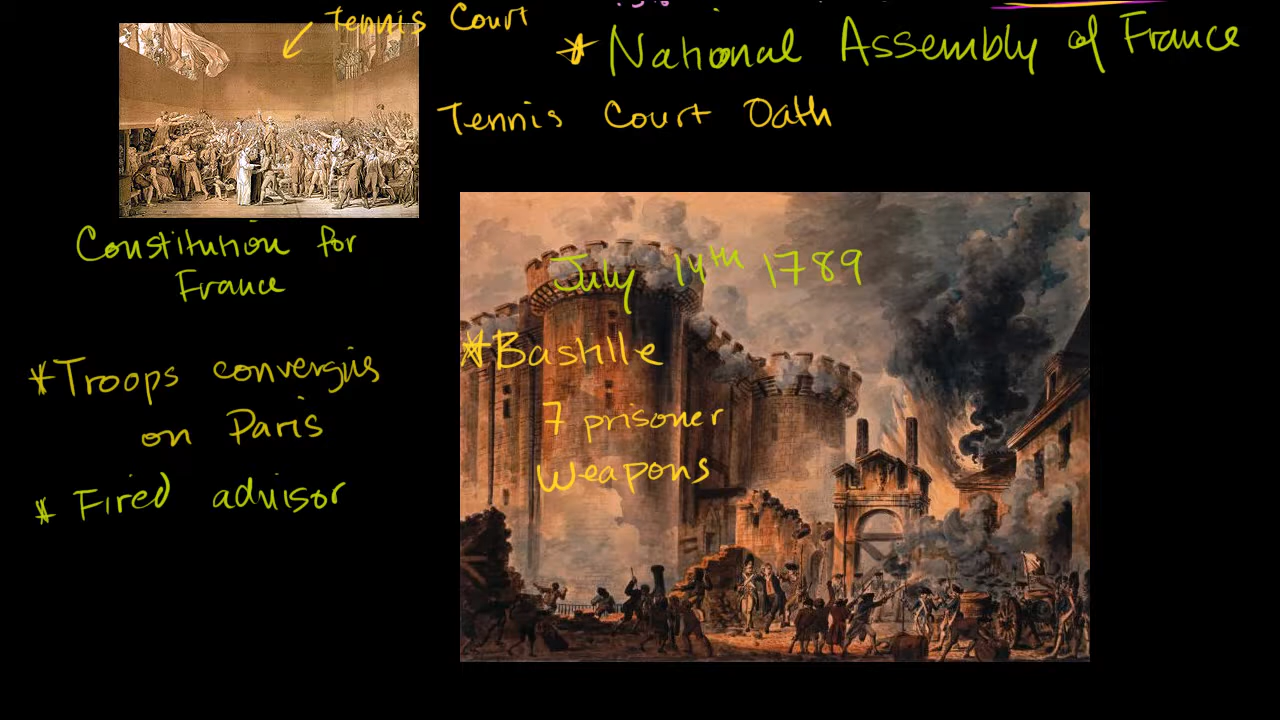 Tennis Court
* National Assembly of France
Tennis Court Oath
Constitution for
France
July 14th 1789
* Bastille
7 prisoner
Weapons
* Troops convergus
on Paris
* Fired advisor